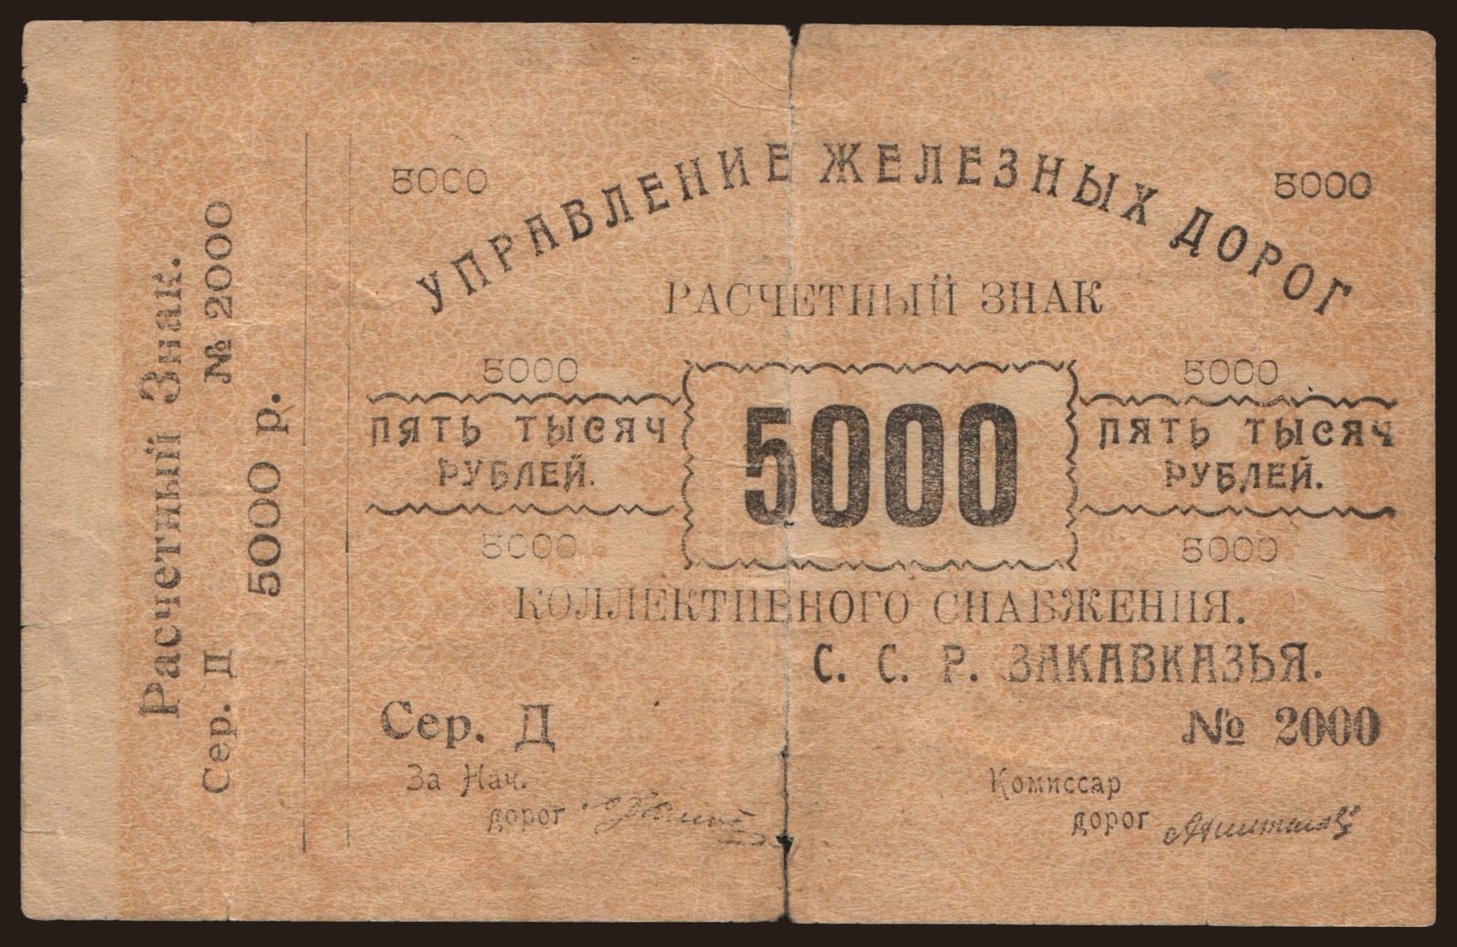 Расчетный Знак.
Сер. Д № 2000
5000 р.
5000 5000
УПРАВЛЕНИЕ ЖЕЛЕЗНЫХ ДОРОГ
РАСЧЕТНЫЙ ЗНАК
5000 5000
ПЯТЬ ТЫСЯЧ 5000 ПЯТЬ ТЫСЯЧ
РУБЛЕЙ. РУБЛЕЙ.
5000 5000
КОЛЛЕКТИВНОГО СНАБЖЕНИЯ.
С. С. Р. ЗАКАВКАЗЬЯ.
Сер. Д № 2000
За Нач. Комиссар
дорог дорог